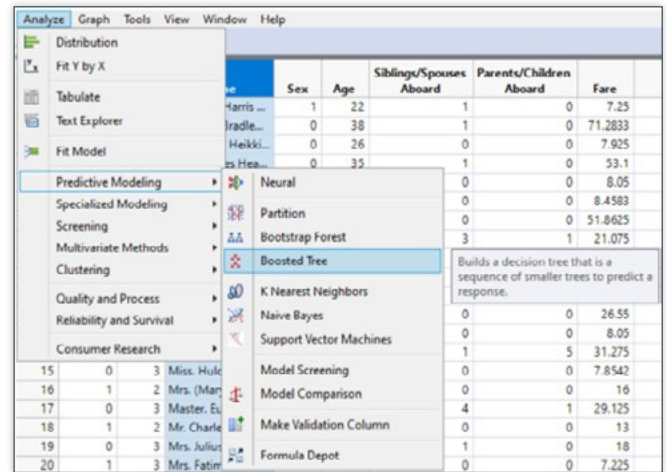 Analyze Graph Tools View Window Help
Distribution
Fit Y by X
Tabulate
Text Explorer
Fit Model
Predictive Modeling
Specialized Modeling
Screening
Multivariate Methods
Clustering
Quality and Process
Reliability and Survival
Consumer Research
Neural
Partition
Bootstrap Forest
Boosted Tree
K Nearest Neighbors
Naive Bayes
Support Vector Machines
Model Screening
Model Comparison
Make Validation Column
Formula Depot
Builds a decision tree that is a
sequence of smaller trees to predict a
response.
Siblings/Spouses Parents/Children
Sex Age Aboard Aboard Fare
Harris ... 1 22 1 0 7.25
Bradle... 0 38 1 0 71.2833
Heikki... 0 26 0 0 7.925
es Hea... 0 35 1 0 53.1
0 0 8.05
0 0 8.4583
0 0 51.8625
3 1 21.075
0 0 26.55
0 0 8.05
1 5 31.275
15 0 3 Miss. Huld 0 0 7.8542
16 1 2 Mrs. (Mary 0 0 16
17 0 3 Master. Eu 4 1 29.125
18 1 2 Mr. Charle 0 0 13
19 0 3 Mrs. Julius 1 0 18
20 1 3 Mrs. Fatim 0 0 7.225